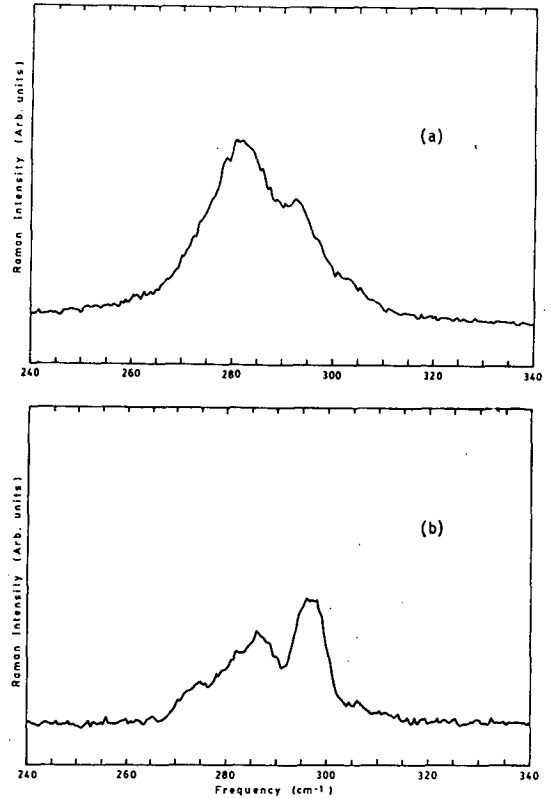 Raman Intensity (Arb. units)
(a)
240 260 280 300 320 340
Raman Intensity (Arb. units)
(b)
240 260 280 300 320 340
Frequency (cm⁻¹)